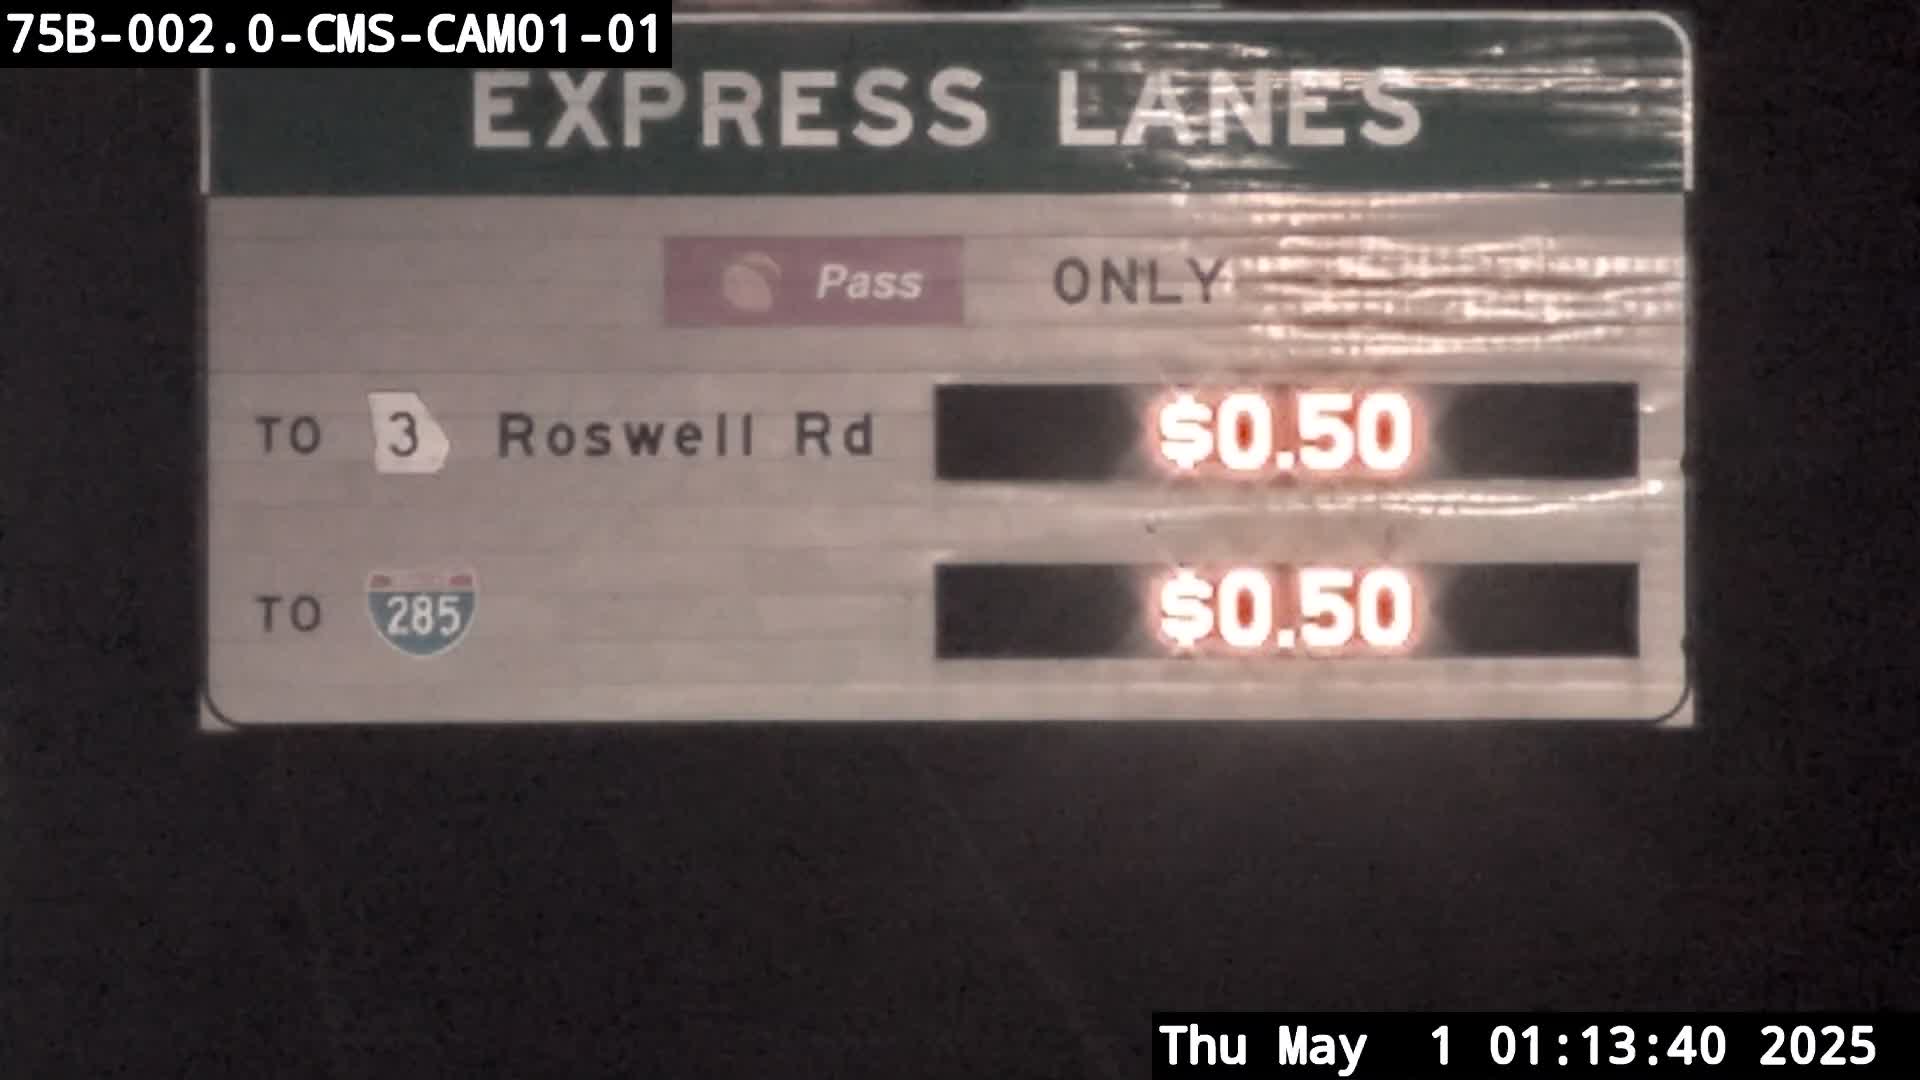 75B-002.0-CMS-CAM01-01
EXPRESS LANES
Pass ONLY
TO 3 Roswell Rd $0.50
TO 285 $0.50
Thu May 1 01:13:40 2025